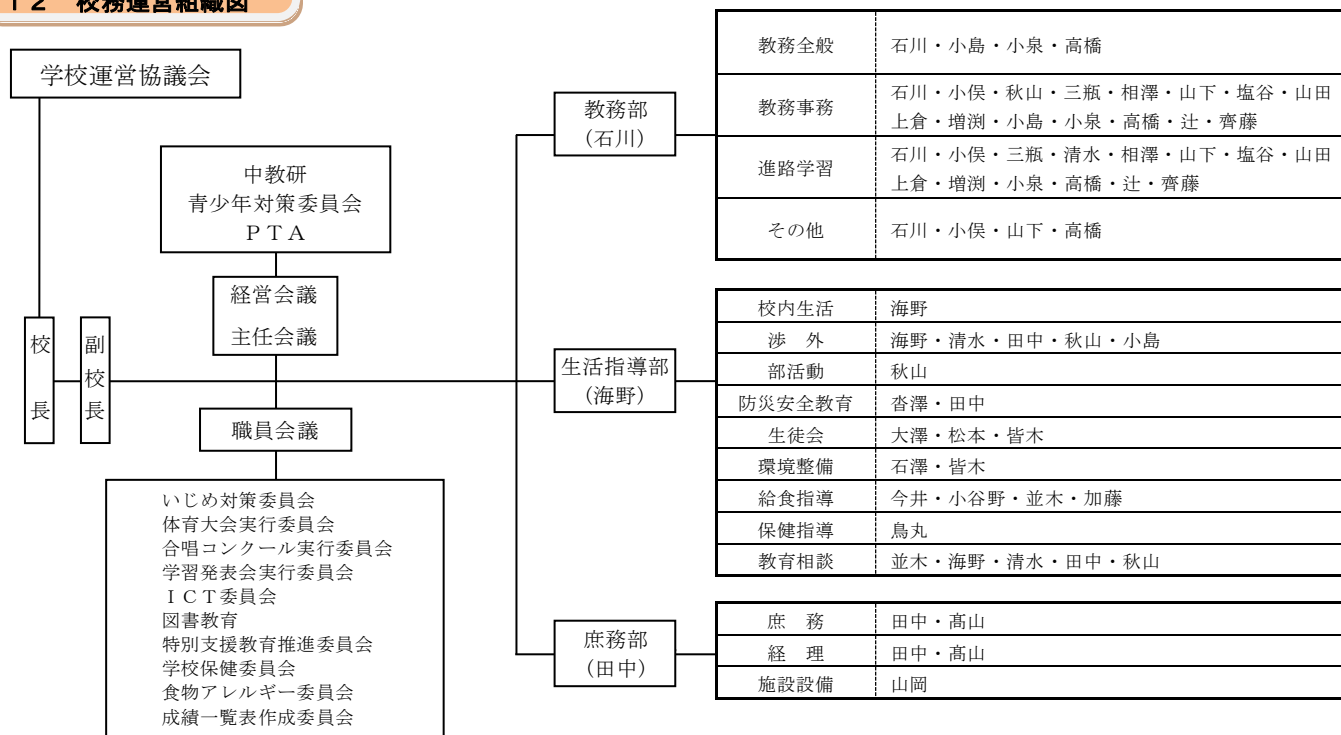 12 校務運営組織図
学校運営協議会
中教研
青少年対策委員会
ＰＴＡ
経営会議
主任会議
校長
副校長
職員会議
いじめ対策委員会
体育大会実行委員会
合唱コンクール実行委員会
学習発表会実行委員会
ＩＣＴ委員会
図書教育
特別支援教育推進委員会
学校保健委員会
食物アレルギー委員会
成績一覧表作成委員会
教務部
（石川）
教務全般 石川・小島・小泉・高橋
教務事務 石川・小俣・秋山・三瓶・相澤・山下・塩谷・山田
上倉・増渕・小島・小泉・高橋・辻・齊藤
進路学習 石川・小俣・三瓶・清水・相澤・山下・塩谷・山田
上倉・増渕・小泉・高橋・辻・齊藤
その他 石川・小俣・山下・高橋
生活指導部
（海野）
校内生活 海野
渉　外 海野・清水・田中・秋山・小島
部活動 秋山
防災安全教育 沓澤・田中
生徒会 大澤・松本・皆木
環境整備 石澤・皆木
給食指導 今井・小谷野・並木・加藤
保健指導 鳥丸
教育相談 並木・海野・清水・田中・秋山
庶務部
（田中）
庶　務 田中・髙山
経　理 田中・髙山
施設設備 山岡